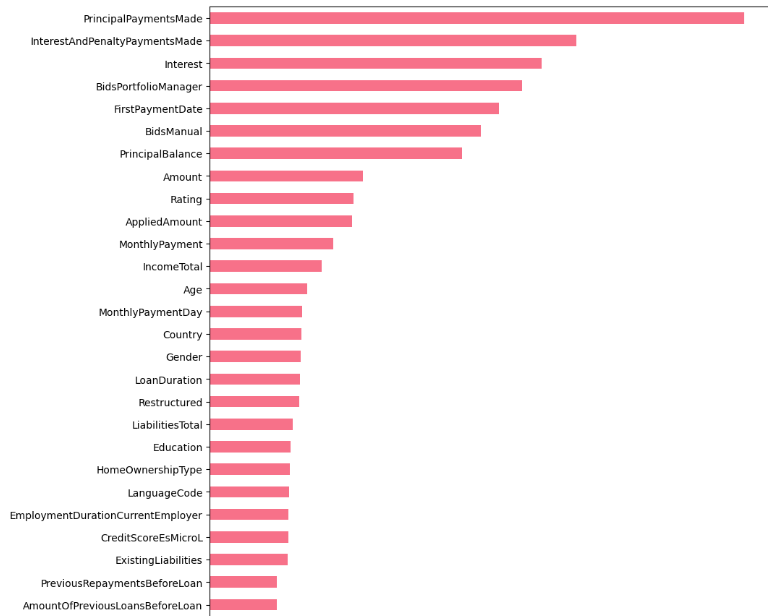 PrincipalPaymentsMade
InterestAndPenaltyPaymentsMade
Interest
BidsPortfolioManager
FirstPaymentDate
BidsManual
PrincipalBalance
Amount
Rating
AppliedAmount
MonthlyPayment
IncomeTotal
Age
MonthlyPaymentDay
Country
Gender
LoanDuration
Restructured
LiabilitiesTotal
Education
HomeOwnershipType
LanguageCode
EmploymentDurationCurrentEmployer
CreditScoreEsMicroL
ExistingLiabilities
PreviousRepaymentsBeforeLoan
AmountOfPreviousLoansBeforeLoan